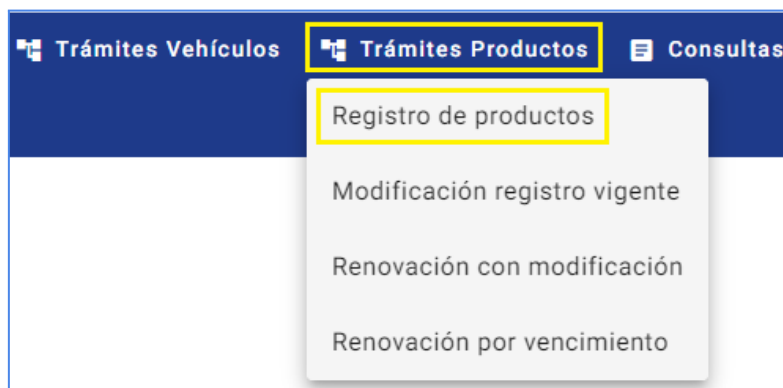 Trámites Vehículos Trámites Productos Consultas
Registro de productos
Modificación registro vigente
Renovación con modificación
Renovación por vencimiento